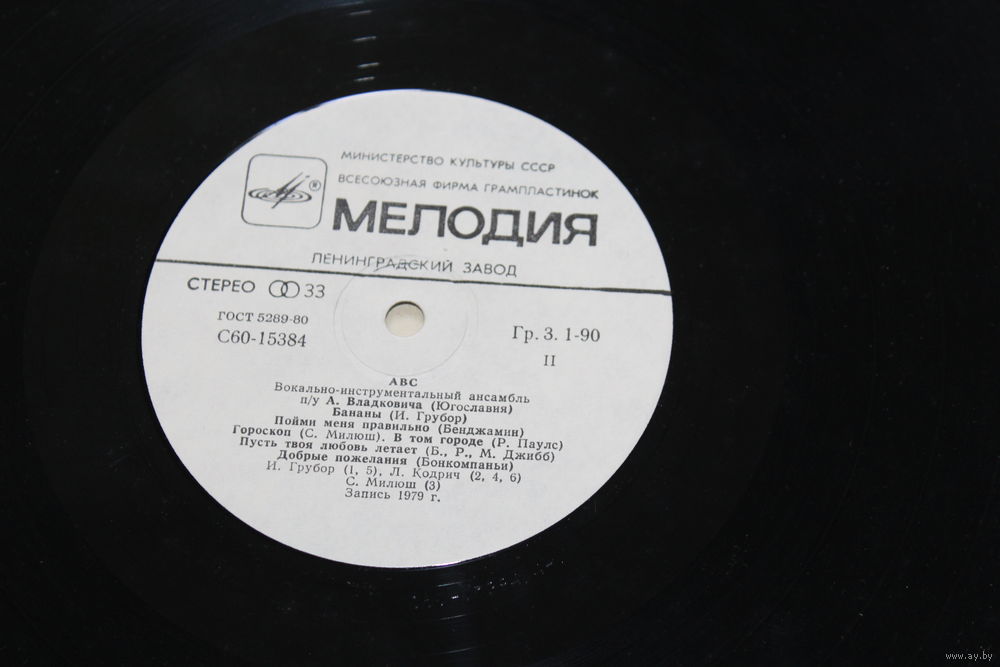 МИНИСТЕРСТВО КУЛЬТУРЫ СССР
ВСЕСОЮЗНАЯ ФИРМА ГРАМПЛАСТИНОК
®
МЕЛОДИЯ
ЛЕНИНГРАДСКИЙ ЗАВОД
СТЕРЕО 33
ГОСТ 5289-80
С60-15384
Гр. 3. 1-90
II
АВС
Вокально-инструментальный ансамбль
п/у А. Владковича (Югославия)
Бананы (И. Грубор)
Пойми меня правильно (Бенджамин)
Гороскоп (С. Милюш). В том городе (Р. Паулс)
Пусть твоя любовь летает (Б., Р., М. Джибб)
Добрые пожелания (Бонкомпаньи)
И. Грубор (1, 5), Л. Кодрич (2, 4, 6)
С. Милюш (3)
Запись 1979 г.
www.ay.by